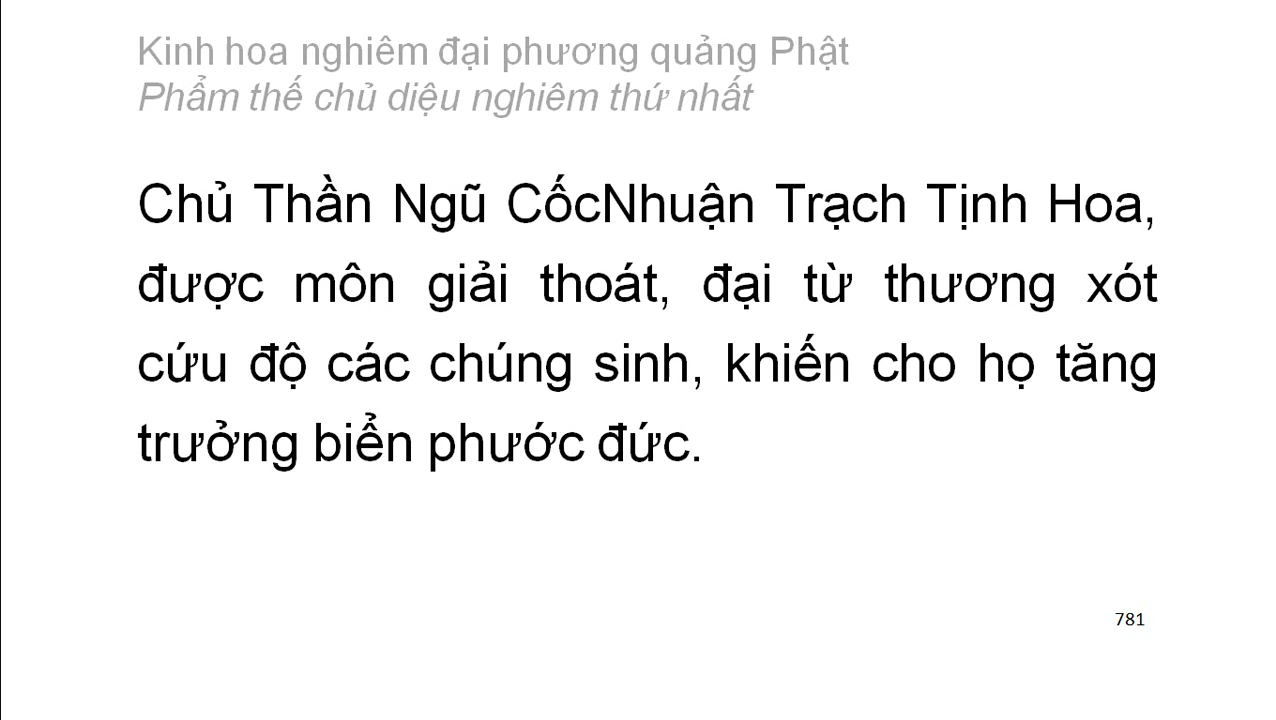 Kinh hoa nghiêm đại phương quảng Phật
Phẩm thế chủ diệu nghiêm thứ nhất
Chủ Thần Ngũ CốcNhuận Trạch Tịnh Hoa,
được môn giải thoát, đại từ thương xót
cứu độ các chúng sinh, khiến cho họ tăng
trưởng biển phước đức.
781